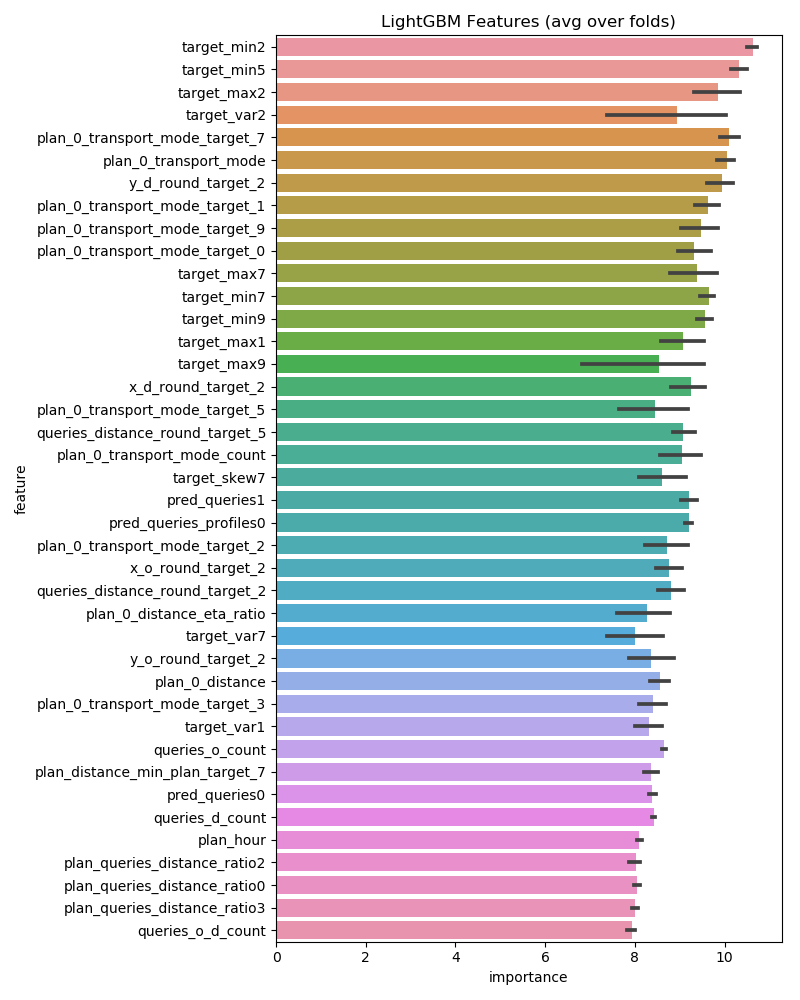 LightGBM Features (avg over folds)
target_min2
target_min5
target_max2
target_var2
plan_0_transport_mode_target_7
plan_0_transport_mode
y_d_round_target_2
plan_0_transport_mode_target_1
plan_0_transport_mode_target_9
plan_0_transport_mode_target_0
target_max7
target_min7
target_min9
target_max1
target_max9
x_d_round_target_2
plan_0_transport_mode_target_5
queries_distance_round_target_5
plan_0_transport_mode_count
target_skew7
pred_queries1
pred_queries_profiles0
plan_0_transport_mode_target_2
x_o_round_target_2
queries_distance_round_target_2
plan_0_distance_eta_ratio
target_var7
y_o_round_target_2
plan_0_distance
plan_0_transport_mode_target_3
target_var1
queries_o_count
plan_distance_min_plan_target_7
pred_queries0
queries_d_count
plan_hour
plan_queries_distance_ratio2
plan_queries_distance_ratio0
plan_queries_distance_ratio3
queries_o_d_count
feature
0 2 4 6 8 10
importance